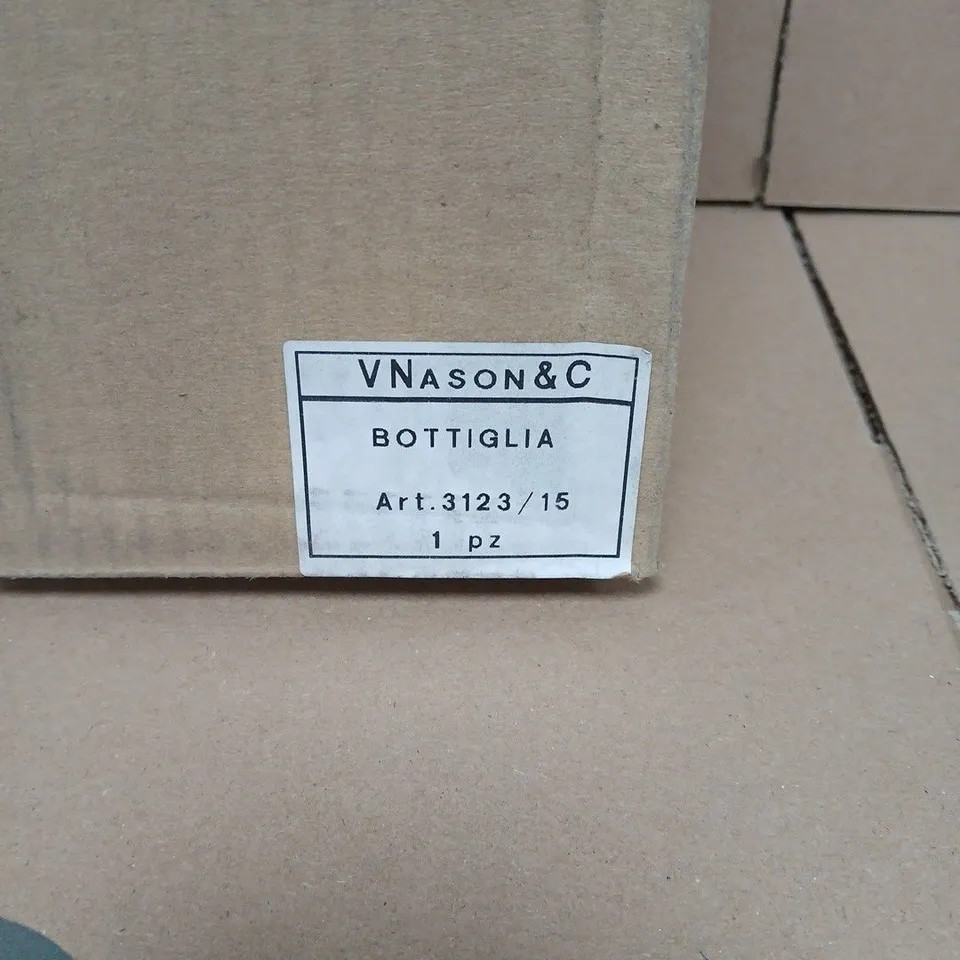 VNASON&C
BOTTIGLIA
Art.3123/15
1 pz